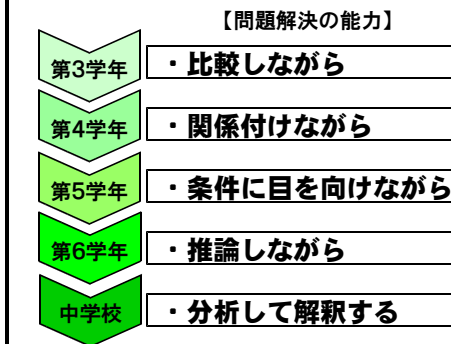 【問題解決の能力】
第3学年 ・比較しながら
第4学年 ・関係付けながら
第5学年 ・条件に目を向けながら
第6学年 ・推論しながら
中学校 ・分析して解釈する